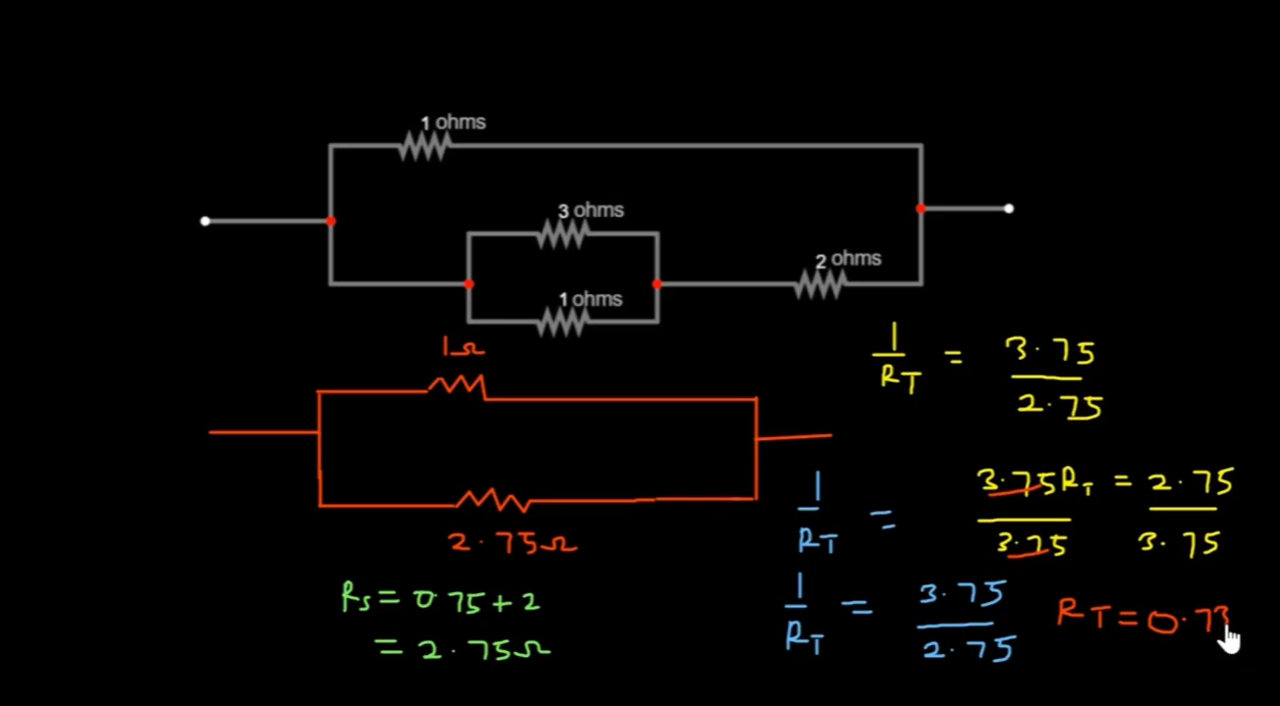 1 ohms
3 ohms
2 ohms
1 ohms
1Ω
2.75Ω
Rs = 0.75 + 2
= 2.75Ω
1/RT = 3.75/2.75
3.75RT/3.75 = 2.75/3.75
1/RT =
1/RT = 3.75/2.75
RT = 0.73